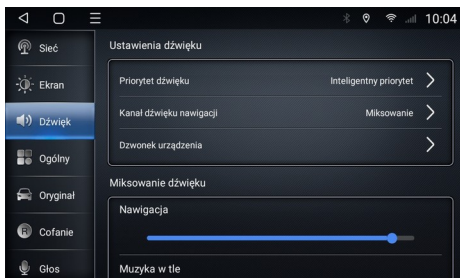 10:04
Sieć
Ekran
Dźwięk
Ogólny
Oryginał
R Cofanie
Głos
Ustawienia dźwięku
Priorytet dźwięku Inteligentny priorytet
Kanał dźwięku nawigacji Miksowanie
Dzwonek urządzenia
Miksowanie dźwięku
Nawigacja
Muzyka w tle